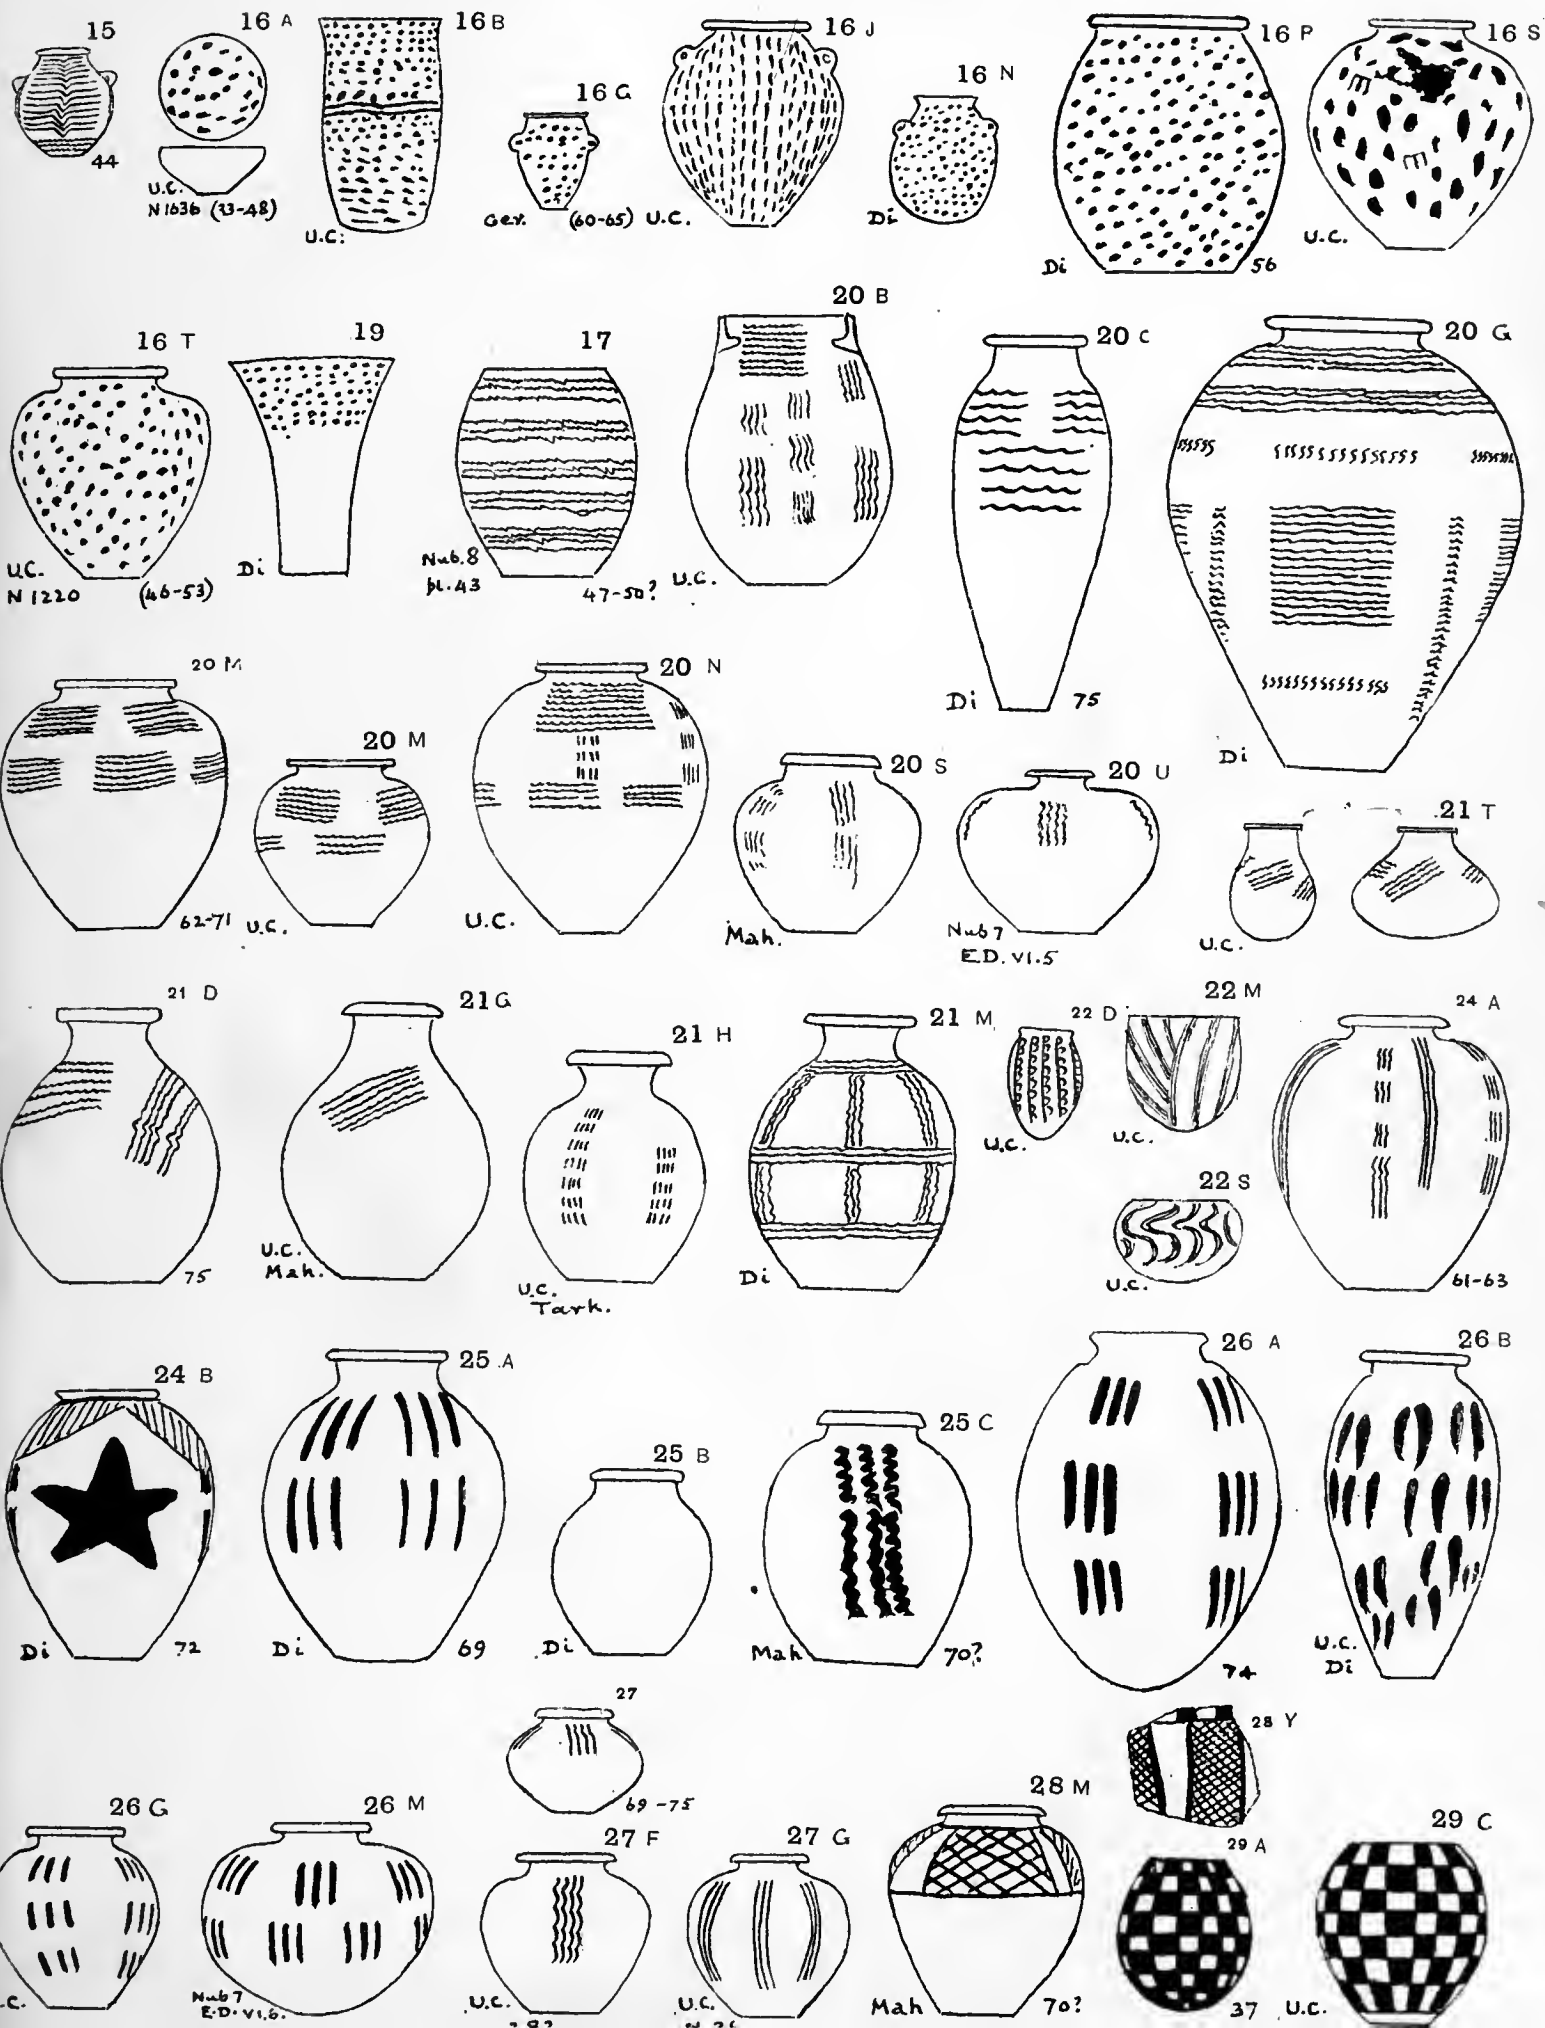 15
44
16 A
U.C.
N1636 (33-48)
16 B
U.C.
16 G
Ger. (60-65)
16 J
U.C.
16 N
Di
16 P
Di 56
16 S
U.C.
16 T
U.C.
N 1220 (46-53)
19
Di
17
Nub. 8
pl. 43 47-50?
20 B
U.C.
20 C
Di 75
20 G
Di
20 M
62-71
20 M
U.C.
20 N
U.C.
20 S
Mah.
20 U
Nub 7
E.D. VI.5
21 T
U.C.
21 D
75
21 G
U.C.
Mah.
21 H
U.C.
Tark.
21 M
Di
22 D
U.C.
22 M
U.C.
22 S
U.C.
24 A
61-63
24 B
Di 72
25 A
Di 69
25 B
Di
25 C
Mah 70?
26 A
74
26 B
U.C.
Di
26 G
.C.
26 M
Nub 7
E.D. VI.6.
27
69-75
27 F
U.C.
27 G
U.C.
28 M
Mah 70?
28 Y
29 A
37
29 C
U.C.